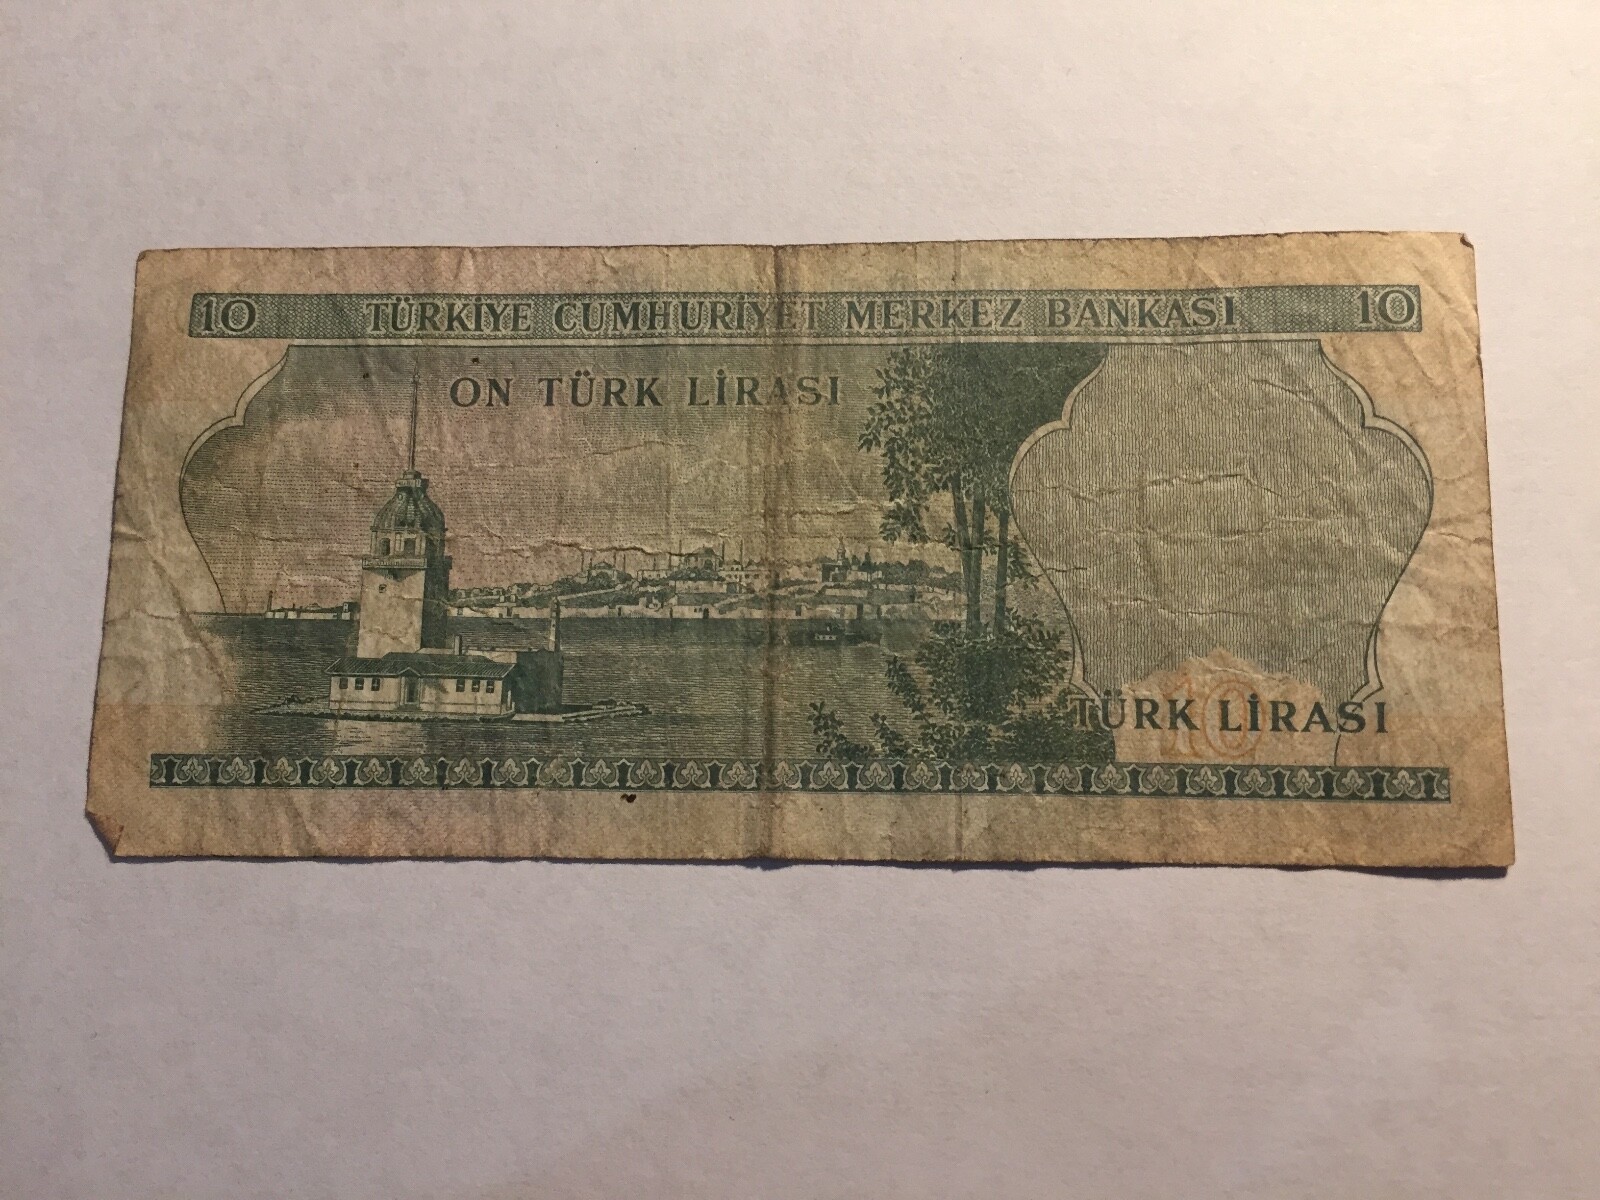 10 TÜRKİYE CUMHURİYET MERKEZ BANKASI 10
ON TÜRK LİRASI
10
TÜRK LİRASI